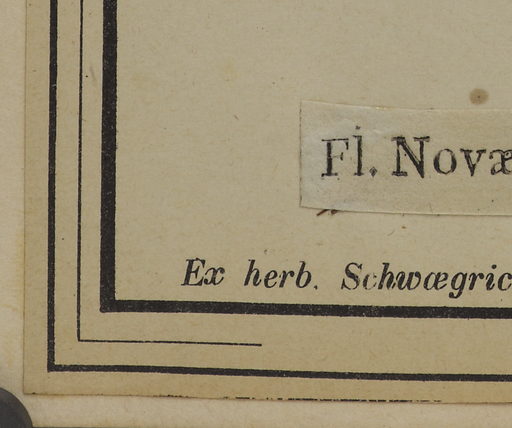 Fl. Novæ
Ex herb. Schwægric